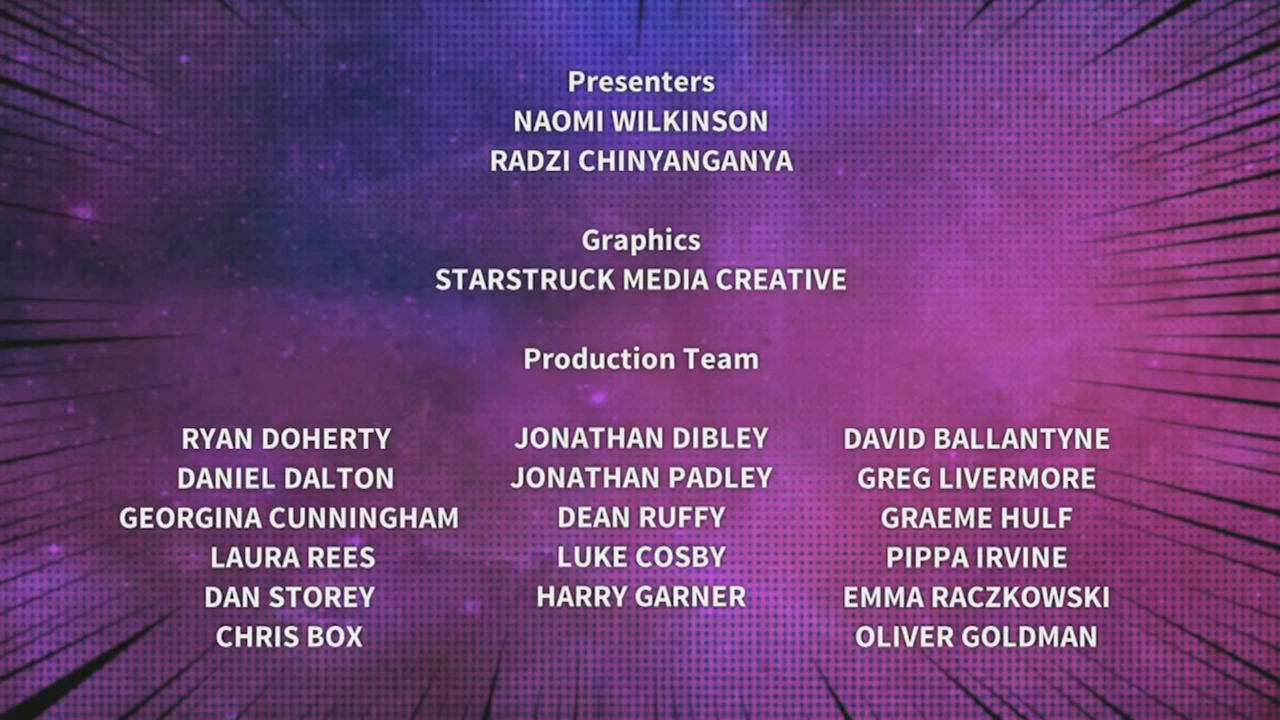 Presenters
NAOMI WILKINSON
RADZI CHINYANGANYA
Graphics
STARSTRUCK MEDIA CREATIVE
Production Team
RYAN DOHERTY
DANIEL DALTON
GEORGINA CUNNINGHAM
LAURA REES
DAN STOREY
CHRIS BOX
JONATHAN DIBLEY
JONATHAN PADLEY
DEAN RUFFY
LUKE COSBY
HARRY GARNER
DAVID BALLANTYNE
GREG LIVERMORE
GRAEME HULF
PIPPA IRVINE
EMMA RACZKOWSKI
OLIVER GOLDMAN